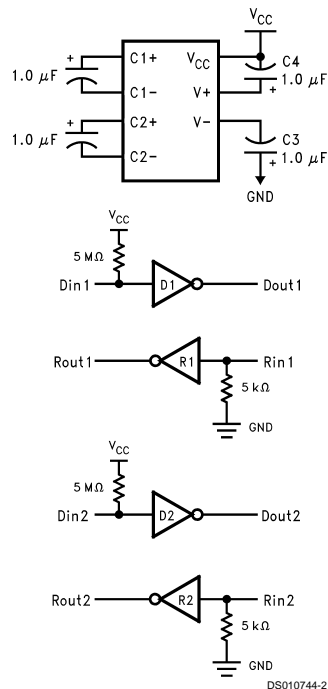 V_CC
C1+ V_CC C4
1.0 µF + 1.0 µF
C1- V+ +
C2+ V- C3
1.0 µF + 1.0 µF
C2- +
GND
V_CC
5 MΩ
Din1 D1 Dout1
Rout1 R1 Rin1
5 kΩ
GND
V_CC
5 MΩ
Din2 D2 Dout2
Rout2 R2 Rin2
5 kΩ
GND
DS010744-2